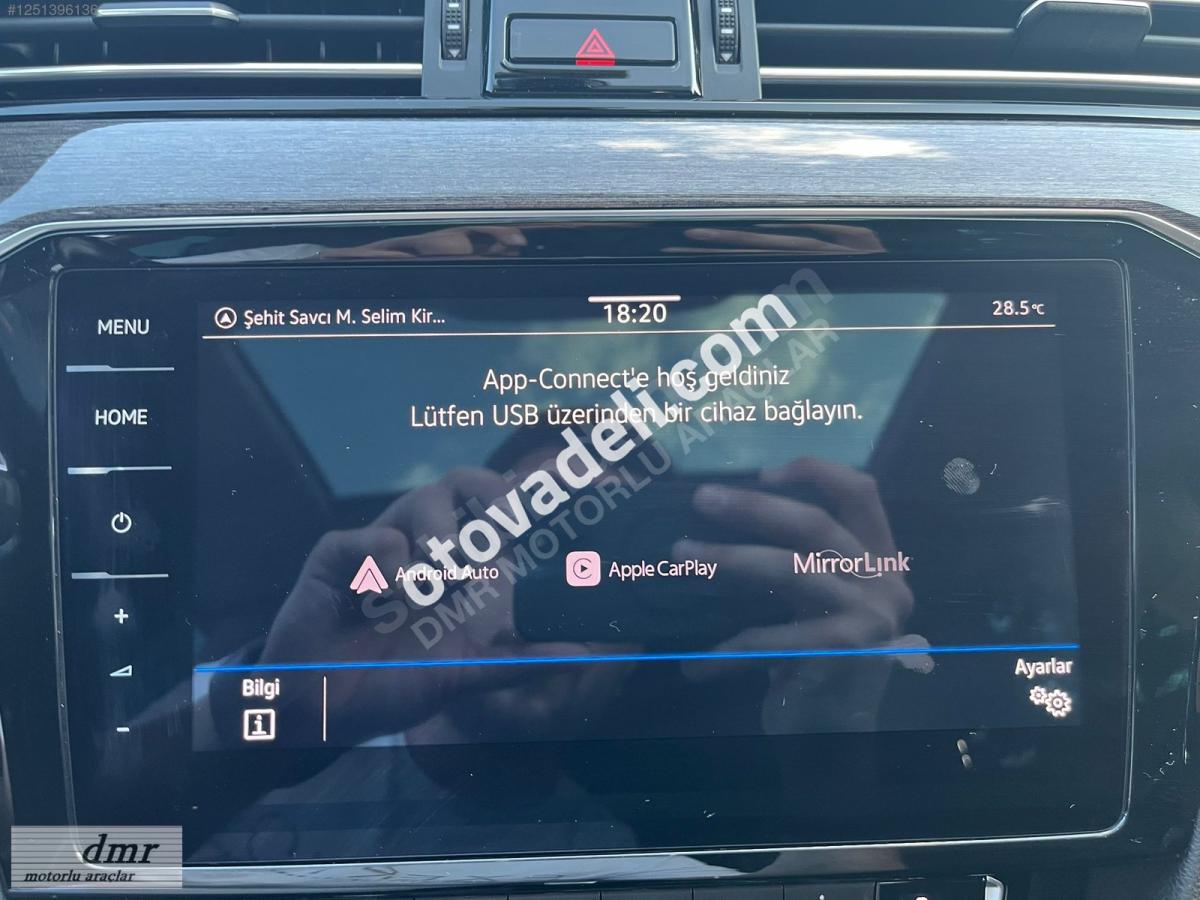 #1251396136
MENU
HOME
Şehit Savcı M. Selim Kir...
18:20
28.5°C
App-Connect'e hoş geldiniz
Lütfen USB üzerinden bir cihaz bağlayın.
otovadeli.com
DMR MOTORLU ARAÇLAR
Android Auto
Apple CarPlay
MirrorLink
Bilgi
Ayarlar
dmr
motorlu araçlar